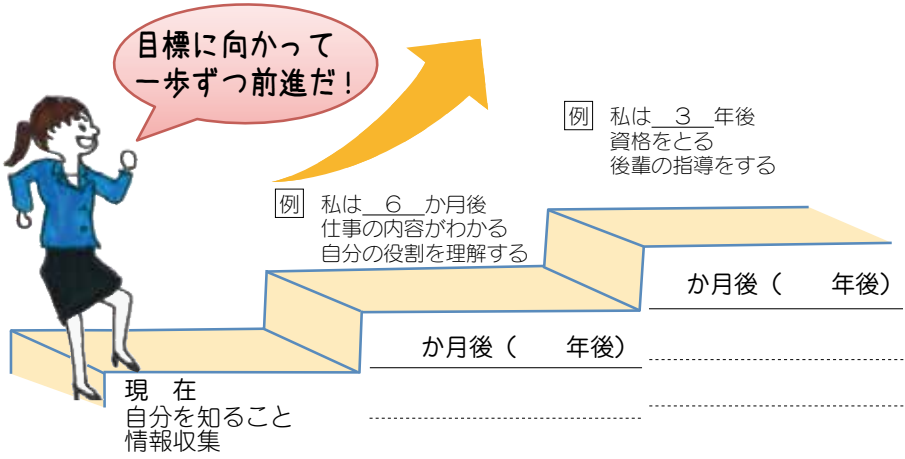 目標に向かって
一歩ずつ前進だ！
例 私は 3 年後
資格をとる
後輩の指導をする
例 私は 6 か月後
仕事の内容がわかる
自分の役割を理解する
か月後（　　年後）
か月後（　　年後）
現　在
自分を知ること
情報収集